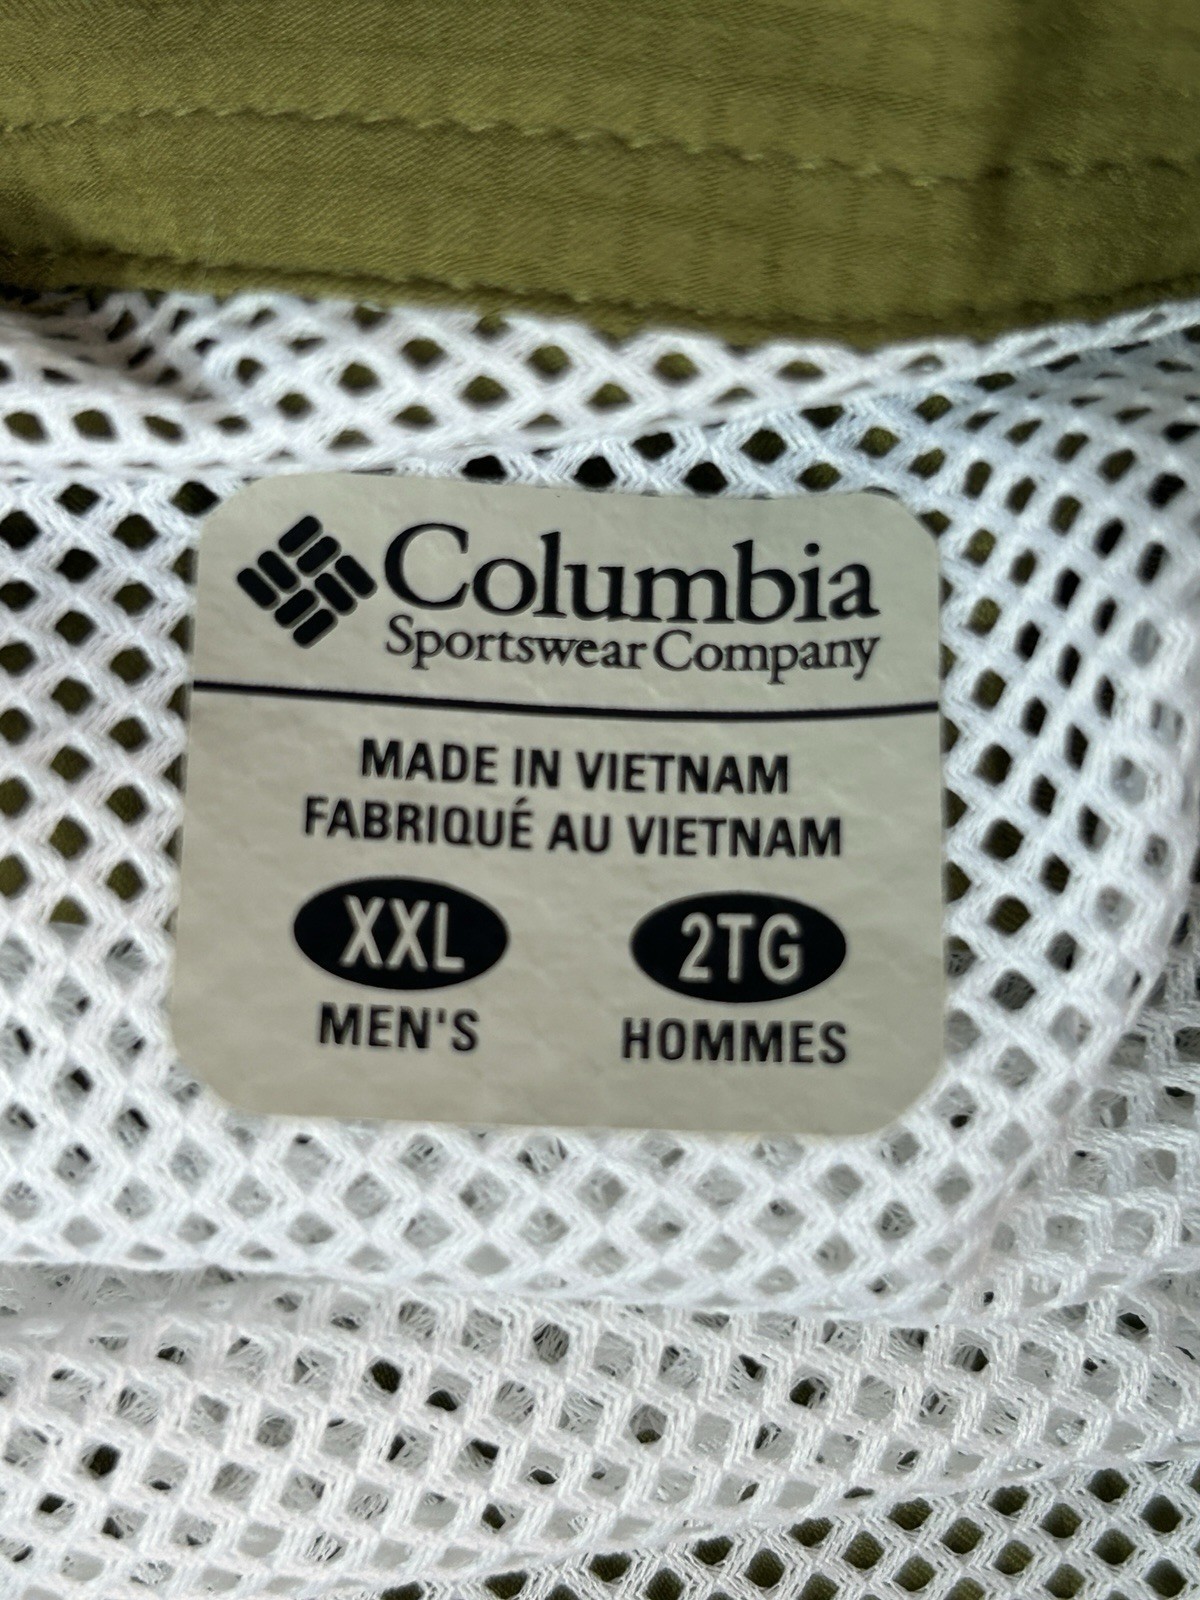 Columbia
Sportswear Company
MADE IN VIETNAM
FABRIQUÉ AU VIETNAM
XXL 2TG
MEN'S HOMMES